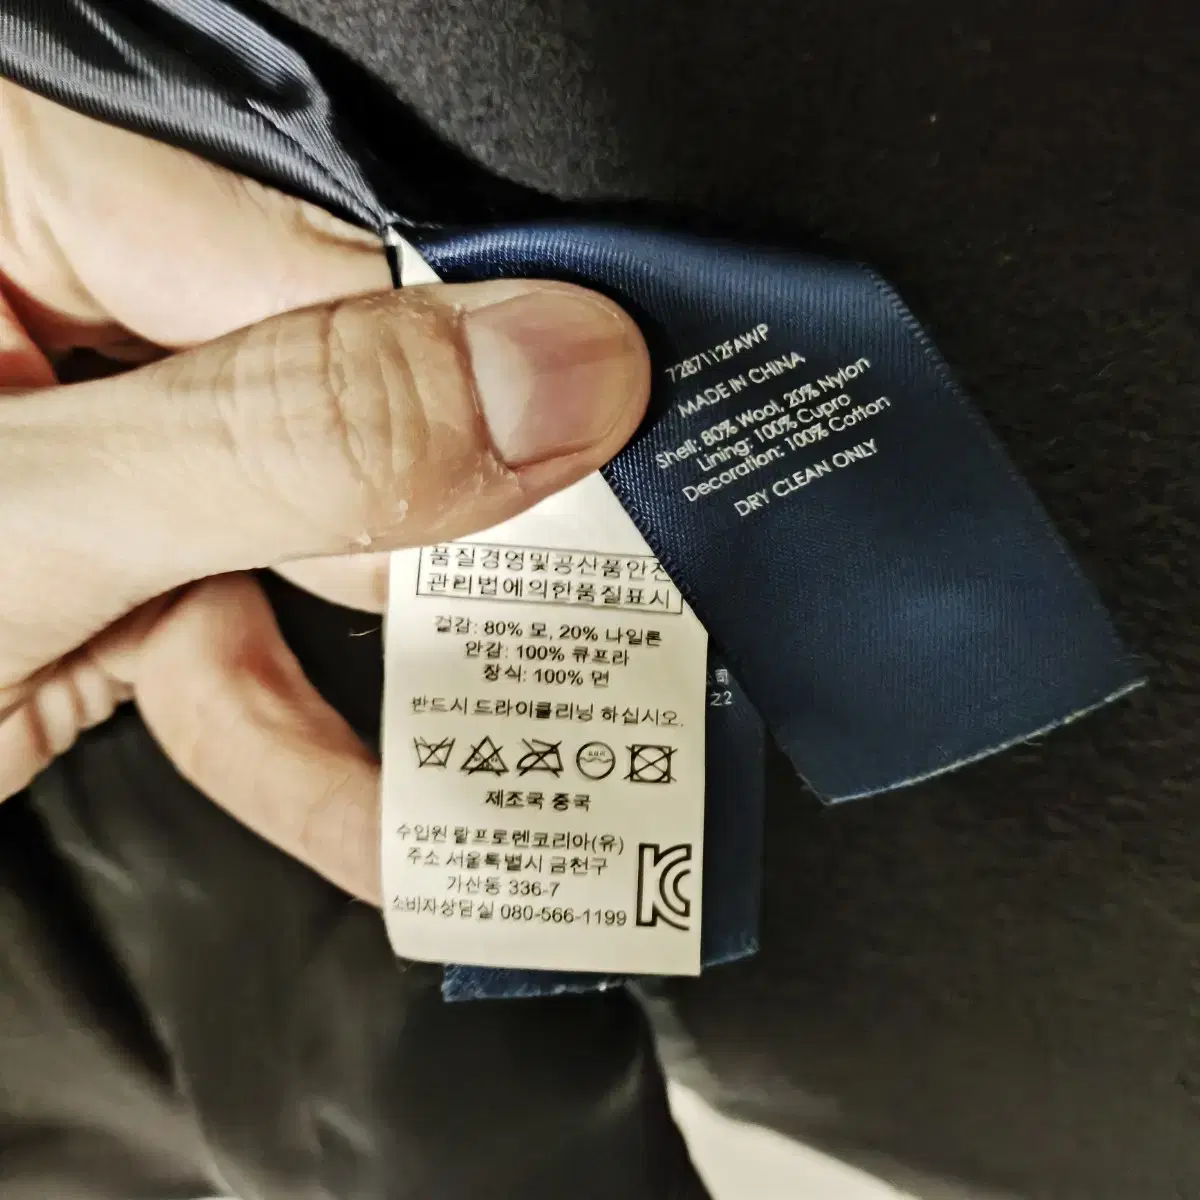 7287112FAWP
MADE IN CHINA
Shell: 80% Wool, 20% Nylon
Lining: 100% Cupro
Decoration: 100% Cotton
DRY CLEAN ONLY
품질경영및공산품안전
관리법에의한품질표시
겉감: 80% 모, 20% 나일론
안감: 100% 큐프라
장식: 100% 면
반드시 드라이클리닝 하십시오.
제조국 중국
수입원 랄프로렌코리아(유)
주소 서울특별시 금천구
가산동 336-7
소비자상담실 080-566-1199
KC
22